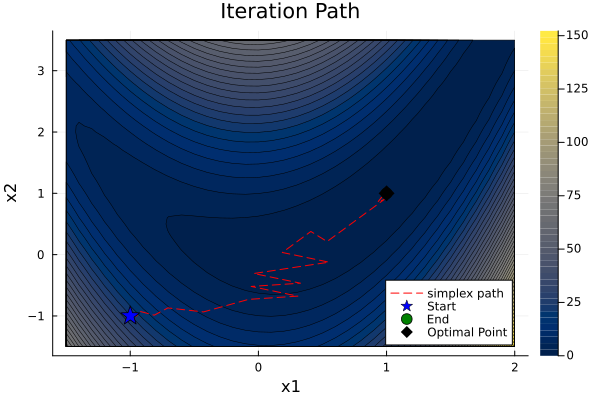 Iteration Path
x2
3
2
1
0
−1
−1
0
1
2
x1
simplex path
Start
End
Optimal Point
150
125
100
75
50
25
0